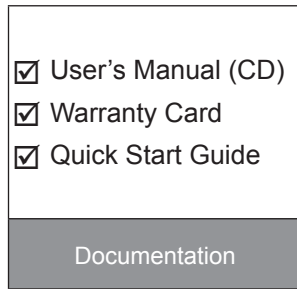 ☑ User's Manual (CD)
☑ Warranty Card
☑ Quick Start Guide
Documentation